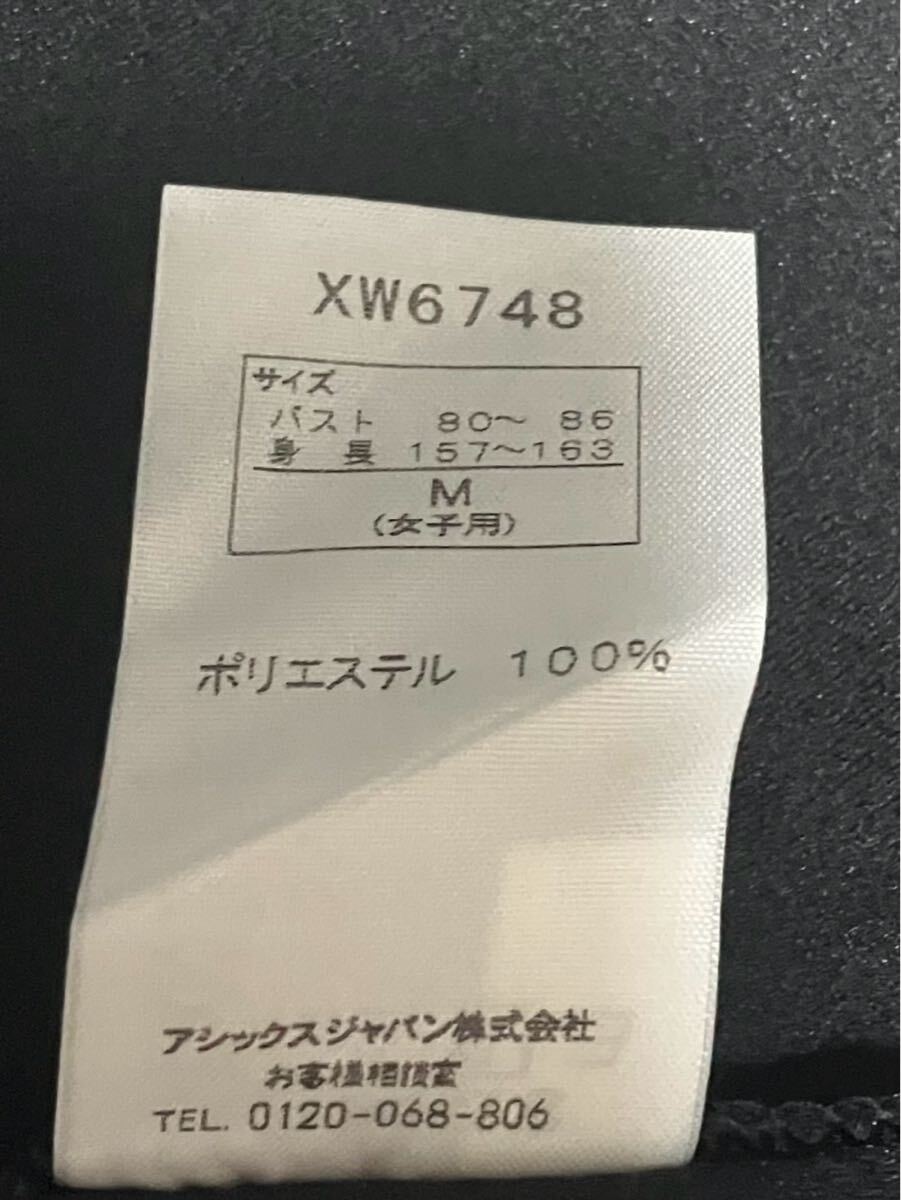 XW6748
サイズ
バスト 80〜 86
身 長 157〜163
M
(女子用)
ポリエステル 100%
アシックスジャパン株式会社
お客様相談室
TEL. 0120-068-806